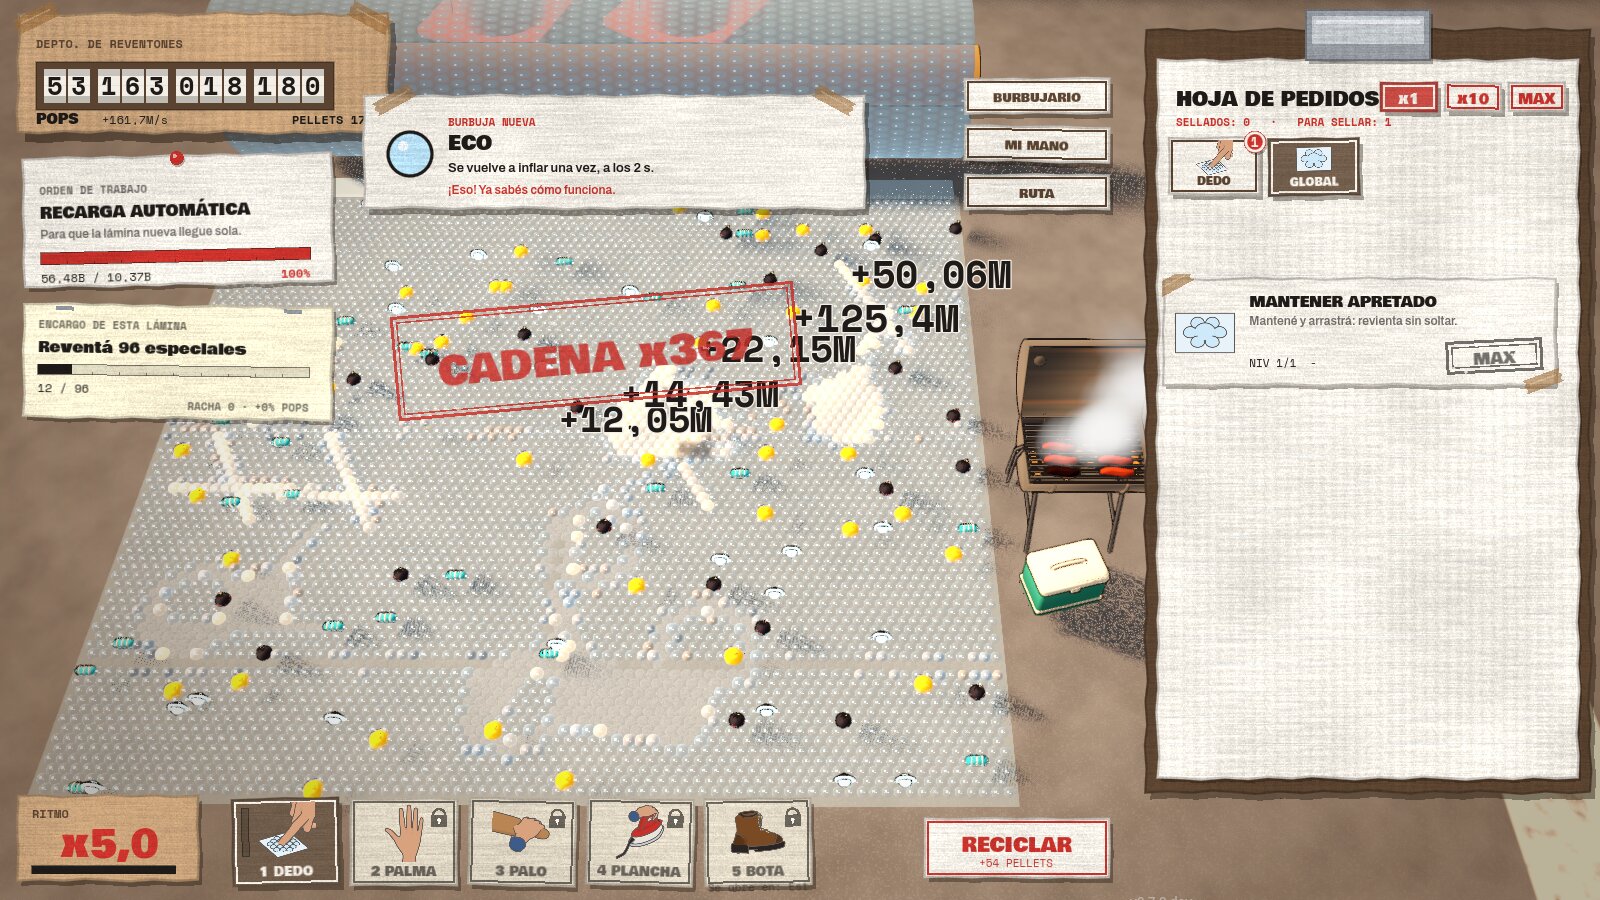 DEPTO. DE REVENTONES
53 163 018 180
POPS +161.7M/s PELLETS 17
ORDEN DE TRABAJO
RECARGA AUTOMÁTICA
Para que la lámina nueva llegue sola.
56.48B / 10.37B 100%
ENCARGO DE ESTA LÁMINA
Reventá 96 especiales
12 / 96
RACHA 0 · +0% POPS
BURBUJA NUEVA
ECO
Se vuelve a inflar una vez, a los 2 s.
¡Eso! Ya sabés cómo funciona.
BURBUJARIO
MI MANO
RUTA
+50,06M
+125,4M
+22,15M
CADENA x367
+14,43M
+12,05M
HOJA DE PEDIDOS x1 x10 MAX
SELLADOS: 0 · PARA SELLAR: 1
1
DEDO GLOBAL
MANTENER APRETADO
Mantené y arrastrá: revienta sin soltar.
NIV 1/1 - MAX
RITMO
x5,0
1 DEDO 2 PALMA 3 PALO 4 PLANCHA 5 BOTA
RECICLAR
+54 PELLETS